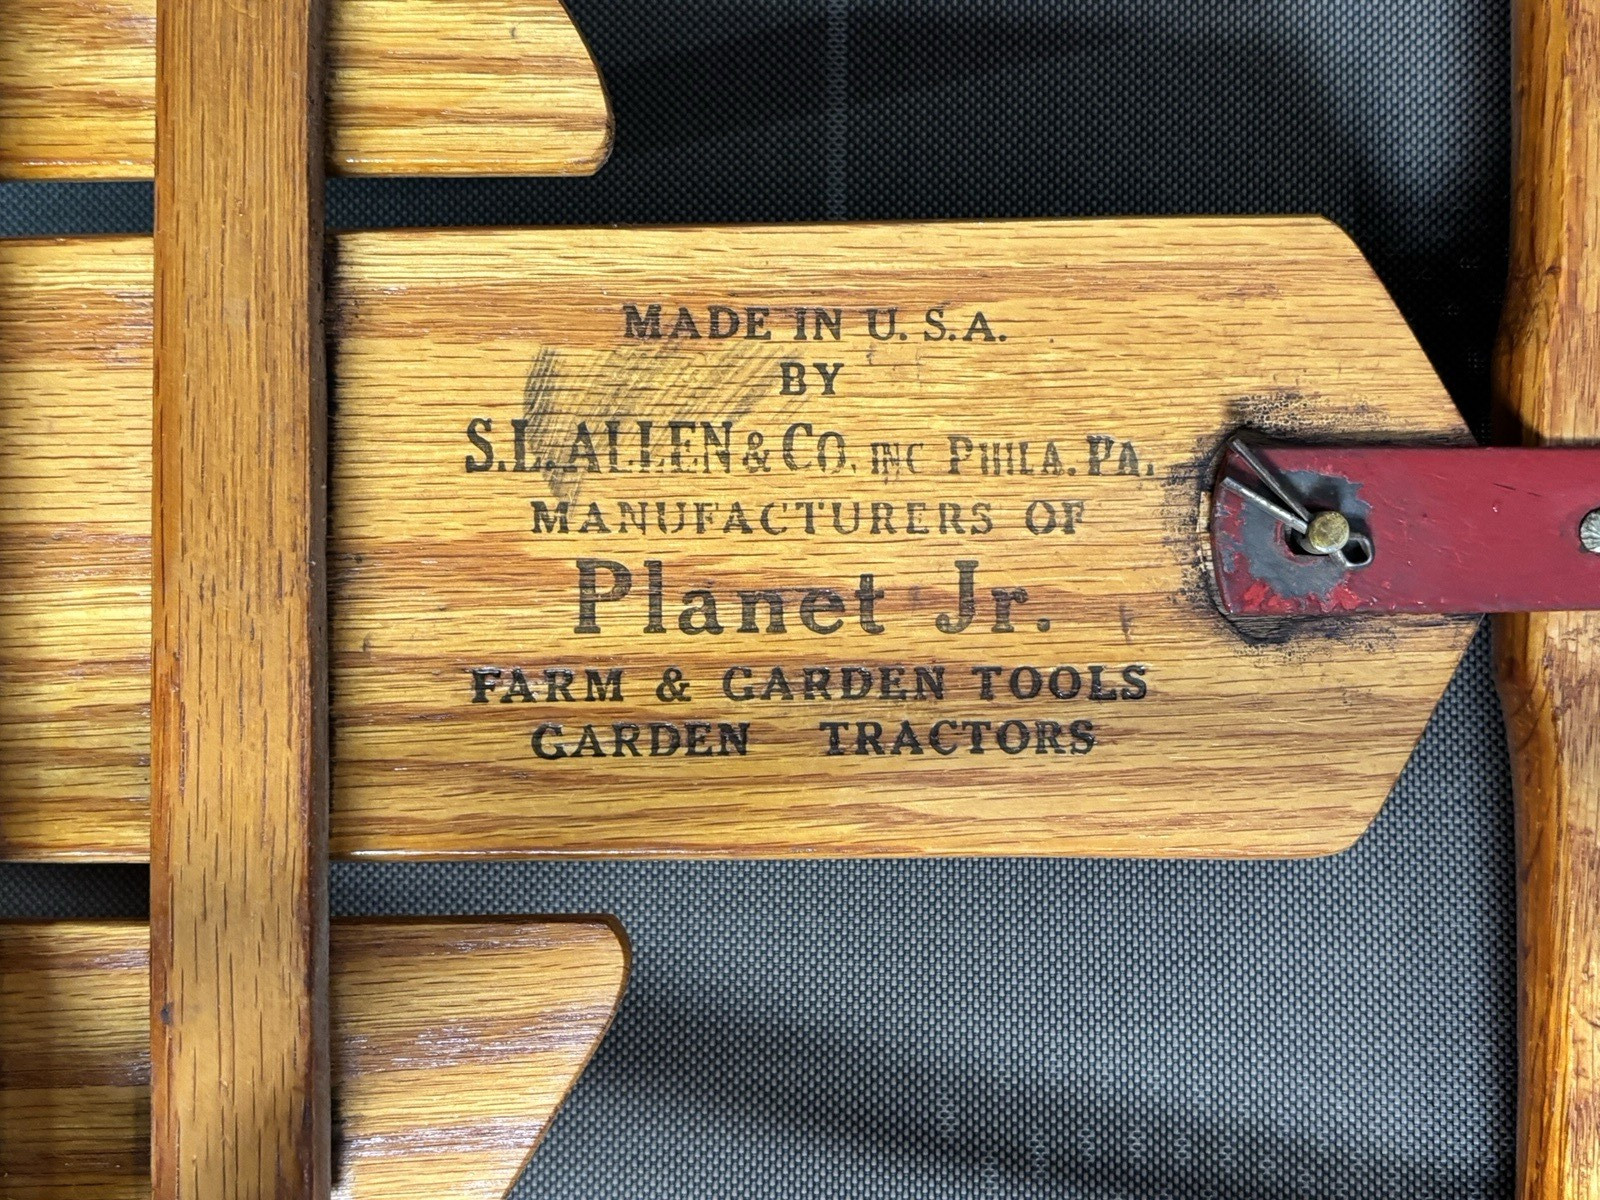 MADE IN U. S.A.
BY
S.L. ALLEN & CO. INC PHILA. PA.
MANUFACTURERS OF
Planet Jr.
FARM & GARDEN TOOLS
GARDEN TRACTORS